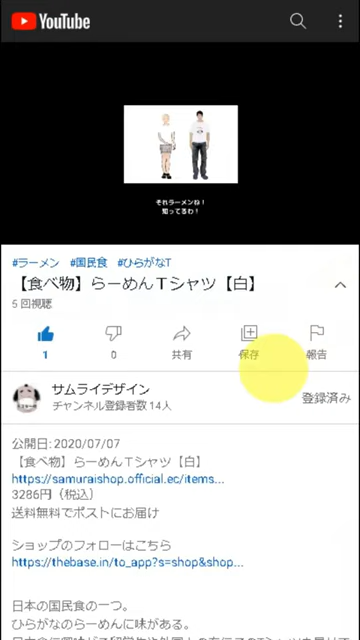 YouTube
それラーメンね！
知ってるわ！
#ラーメン #国民食 #ひらがなT
【食べ物】らーめんTシャツ【白】
5 回視聴
1
0
共有
保存
報告
サムライデザイン
チャンネル登録者数 14人
登録済み
公開日: 2020/07/07
【食べ物】らーめんTシャツ【白】
https://samuraishop.official.ec/items...
3286円（税込）
送料無料でポストにお届け
ショップのフォローはこちら
https://thebase.in/to_app?s=shop&shop...
日本の国民食の一つ。
ひらがなのらーめんに味がある。